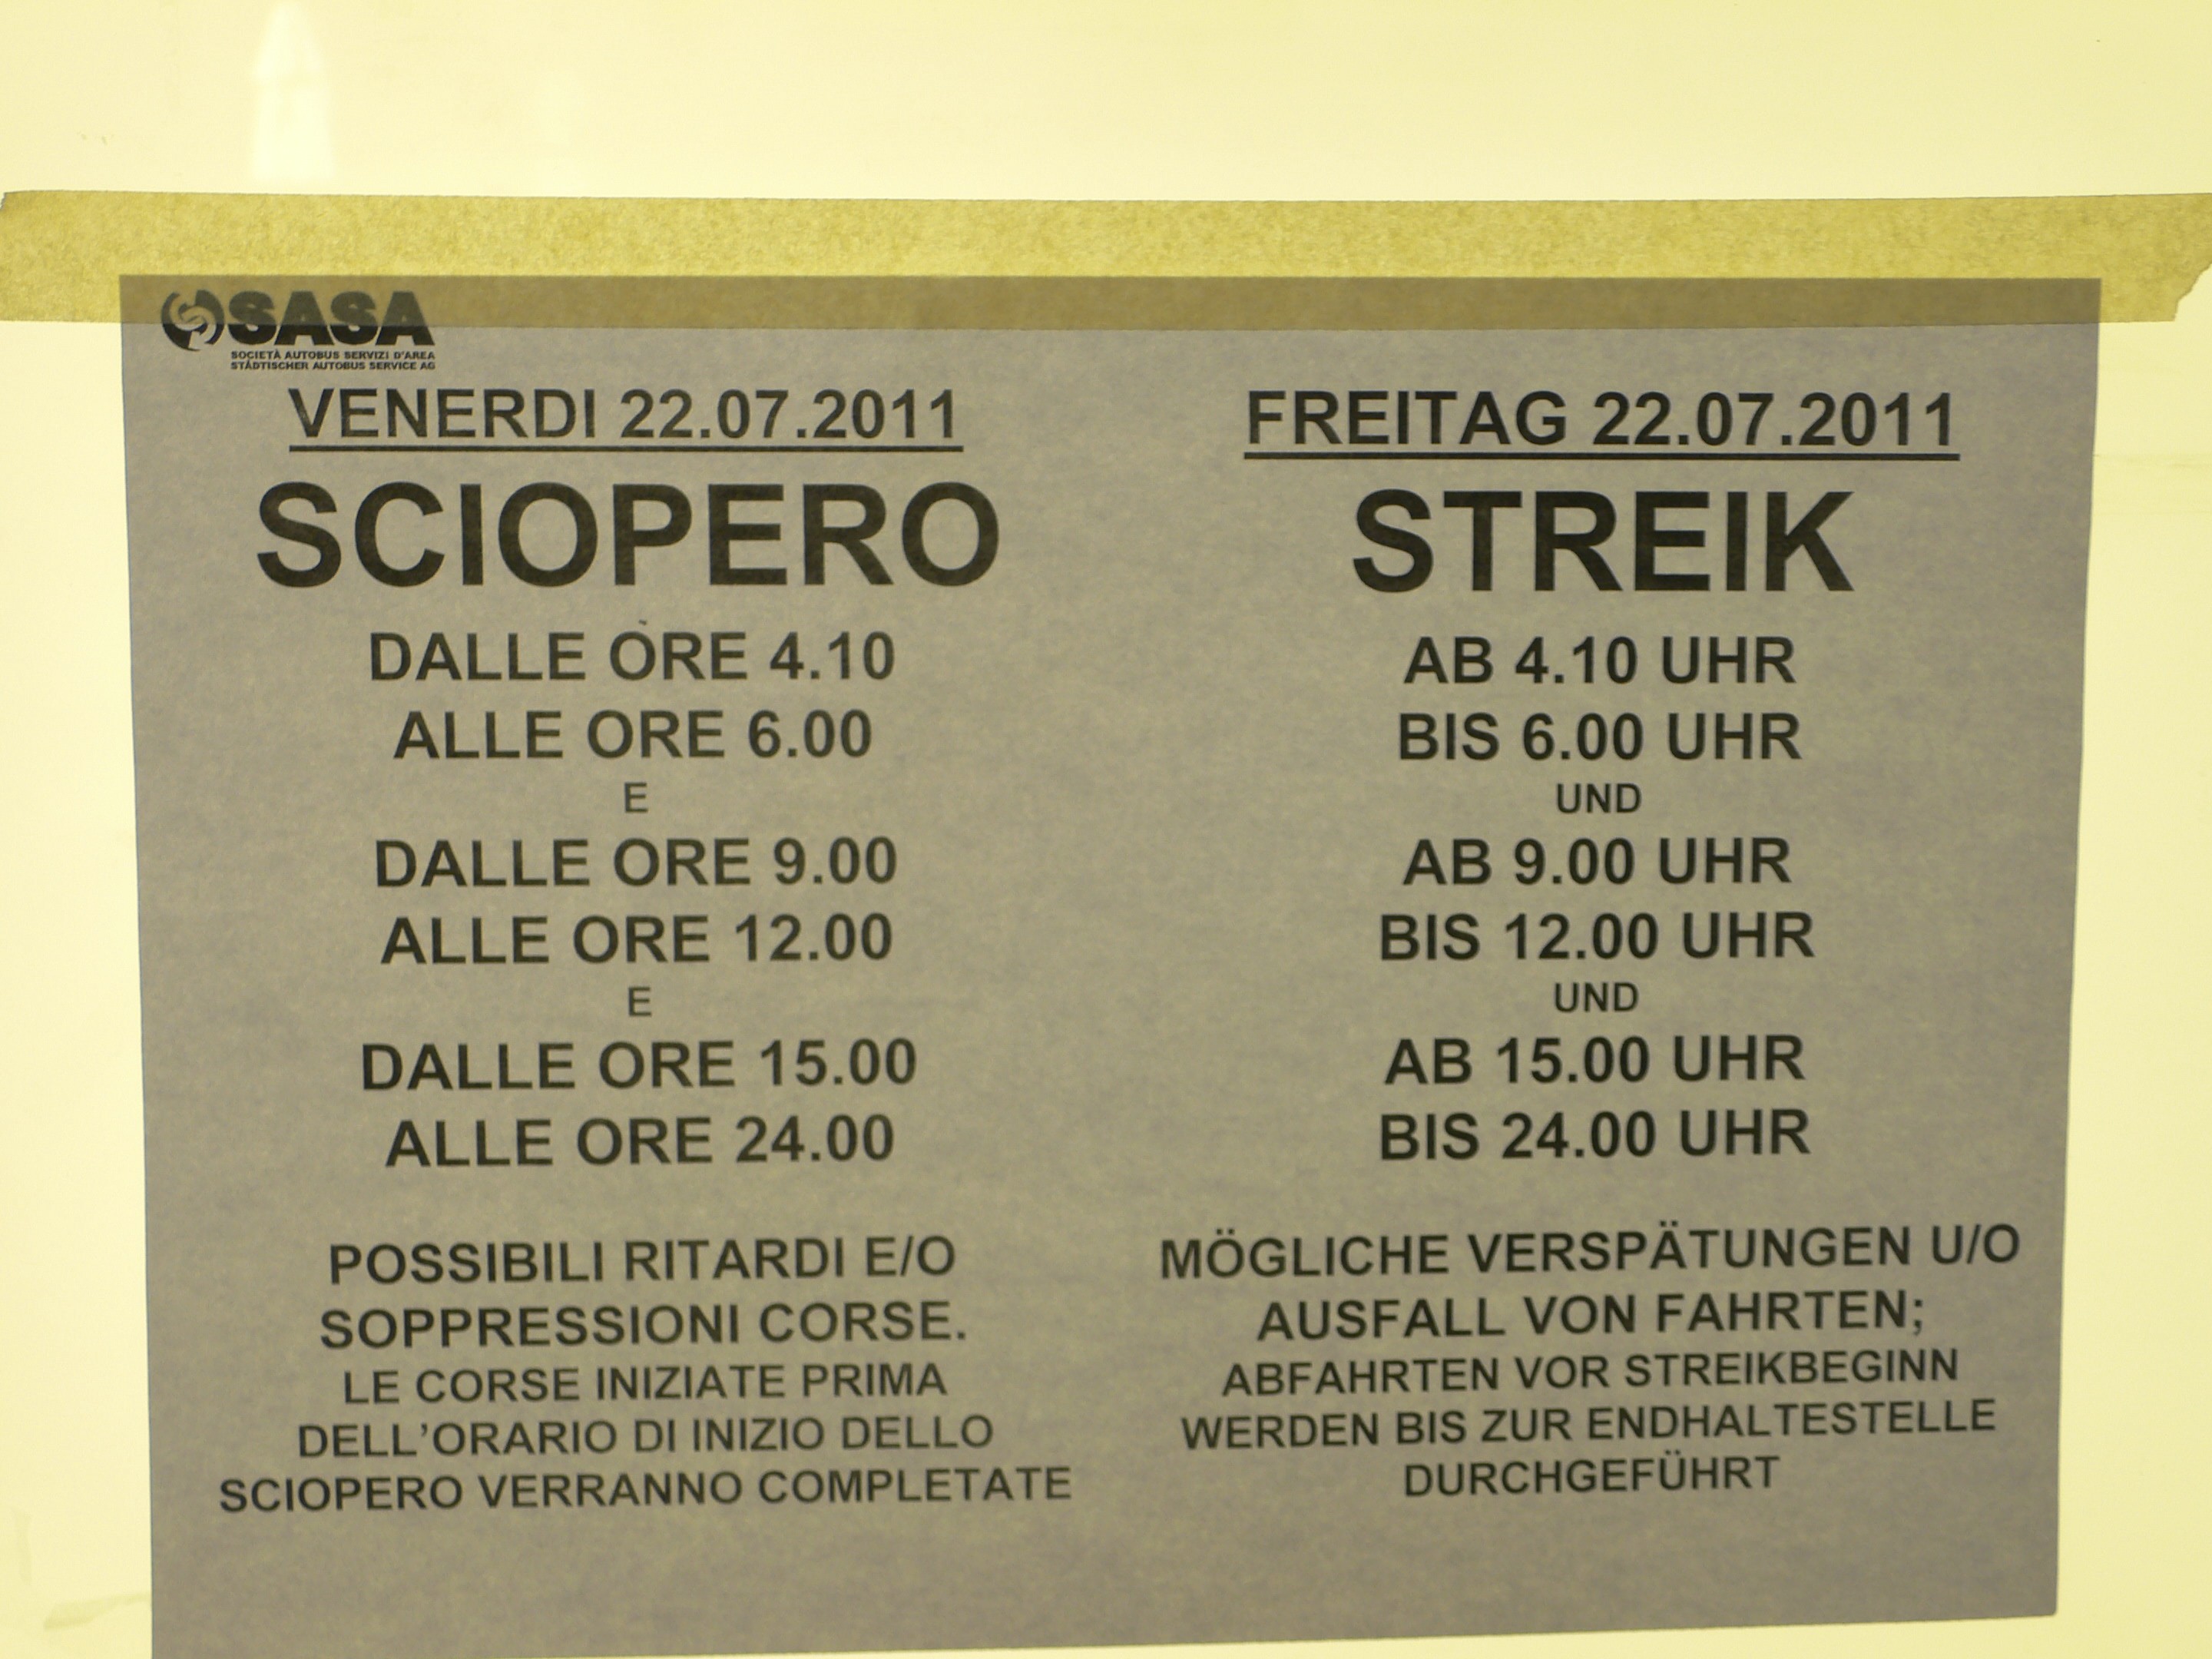 SASA
SOCIETÀ AUTOBUS SERVIZI D'AREA
STÄDTISCHER AUTOBUS SERVICE AG
VENERDI 22.07.2011
SCIOPERO
DALLE ORE 4.10
ALLE ORE 6.00
E
DALLE ORE 9.00
ALLE ORE 12.00
E
DALLE ORE 15.00
ALLE ORE 24.00
POSSIBILI RITARDI E/O
SOPPRESSIONI CORSE.
LE CORSE INIZIATE PRIMA
DELL'ORARIO DI INIZIO DELLO
SCIOPERO VERRANNO COMPLETATE
FREITAG 22.07.2011
STREIK
AB 4.10 UHR
BIS 6.00 UHR
UND
AB 9.00 UHR
BIS 12.00 UHR
UND
AB 15.00 UHR
BIS 24.00 UHR
MÖGLICHE VERSPÄTUNGEN U/O
AUSFALL VON FAHRTEN;
ABFAHRTEN VOR STREIKBEGINN
WERDEN BIS ZUR ENDHALTESTELLE
DURCHGEFÜHRT